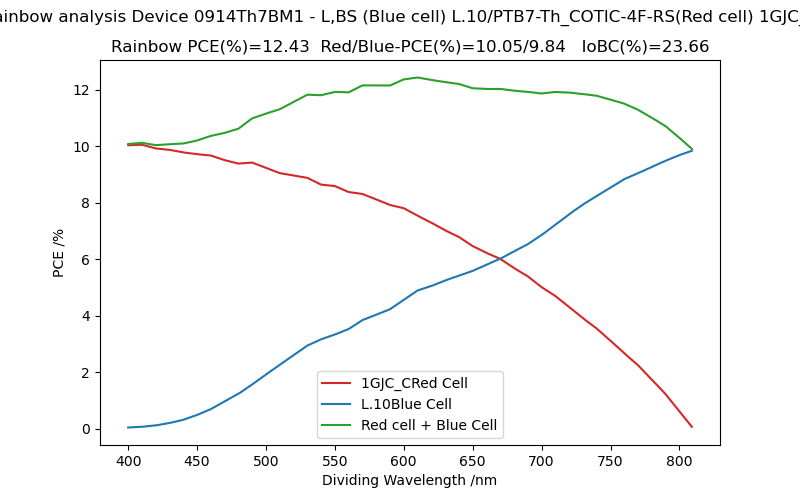 inbow analysis Device 0914Th7BM1 - L,BS (Blue cell) L.10/PTB7-Th_COTIC-4F-RS(Red cell) 1GJC_
Rainbow PCE(%)=12.43 Red/Blue-PCE(%)=10.05/9.84 IoBC(%)=23.66
PCE /%
12
10
8
6
4
2
0
1GJC_CRed Cell
L.10Blue Cell
Red cell + Blue Cell
400 450 500 550 600 650 700 750 800
Dividing Wavelength /nm